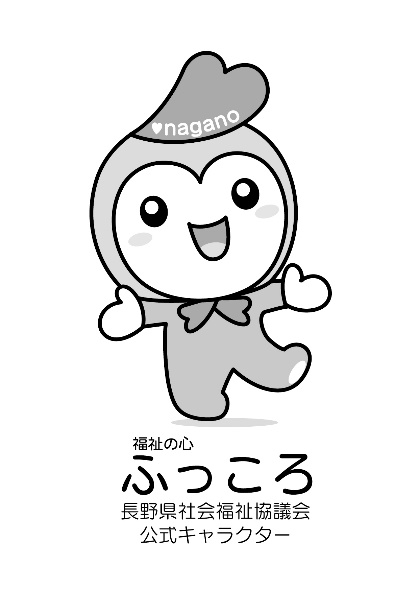 ♥nagano
福祉の心
ふっころ
長野県社会福祉協議会
公式キャラクター